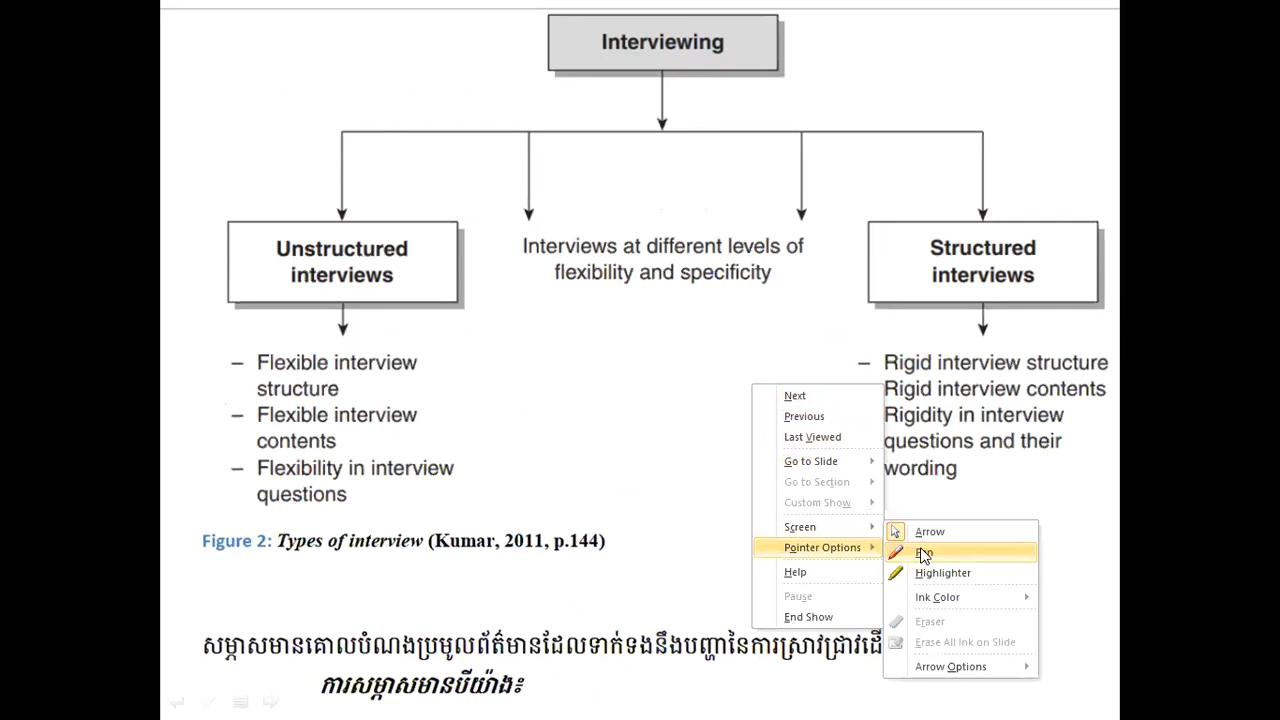 Interviewing
Unstructured
interviews
Interviews at different levels of
flexibility and specificity
Structured
interviews
– Flexible interview
structure
– Flexible interview
contents
– Flexibility in interview
questions
– Rigid interview structure
Rigid interview contents
Rigidity in interview
questions and their
wording
Next
Previous
Last Viewed
Go to Slide
Go to Section
Custom Show
Screen
Pointer Options
Help
Pause
End Show
Arrow
Highlighter
Ink Color
Eraser
Erase All Ink on Slide
Arrow Options
Figure 2: Types of interview (Kumar, 2011, p.144)
សម្ភាសមានគោលបំណងប្រមូលព័ត៌មានដែលទាក់ទងនឹងបញ្ហានៃការស្រាវជ្រាវដើ
ការសម្ភាសមានបីយ៉ាង៖